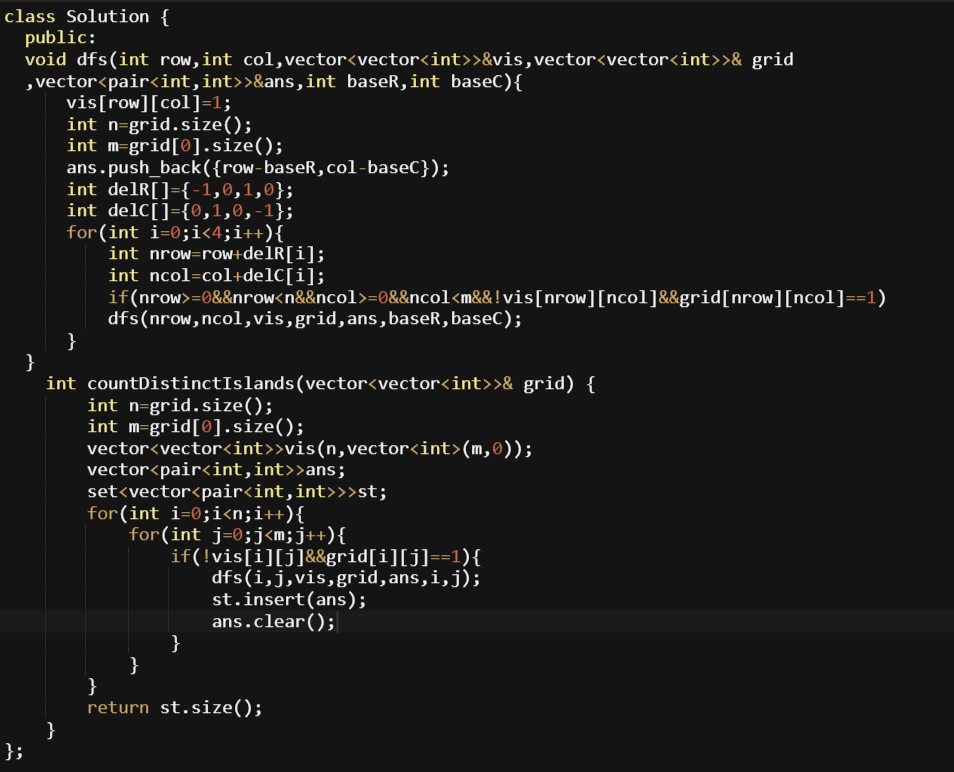 class Solution {
  public:
  void dfs(int row,int col,vector<vector<int>>&vis,vector<vector<int>>& grid
  ,vector<pair<int,int>>&ans,int baseR,int baseC){
      vis[row][col]=1;
      int n=grid.size();
      int m=grid[0].size();
      ans.push_back({row-baseR,col-baseC});
      int delR[]={-1,0,1,0};
      int delC[]={0,1,0,-1};
      for(int i=0;i<4;i++){
          int nrow=row+delR[i];
          int ncol=col+delC[i];
          if(nrow>=0&&nrow<n&&ncol>=0&&ncol<m&&!vis[nrow][ncol]&&grid[nrow][ncol]==1)
          dfs(nrow,ncol,vis,grid,ans,baseR,baseC);
      }
  }
    int countDistinctIslands(vector<vector<int>>& grid) {
        int n=grid.size();
        int m=grid[0].size();
        vector<vector<int>>vis(n,vector<int>(m,0));
        vector<pair<int,int>>ans;
        set<vector<pair<int,int>>>st;
        for(int i=0;i<n;i++){
            for(int j=0;j<m;j++){
                if(!vis[i][j]&&grid[i][j]==1){
                    dfs(i,j,vis,grid,ans,i,j);
                    st.insert(ans);
                    ans.clear();
                }
            }
        }
        return st.size();
    }
};